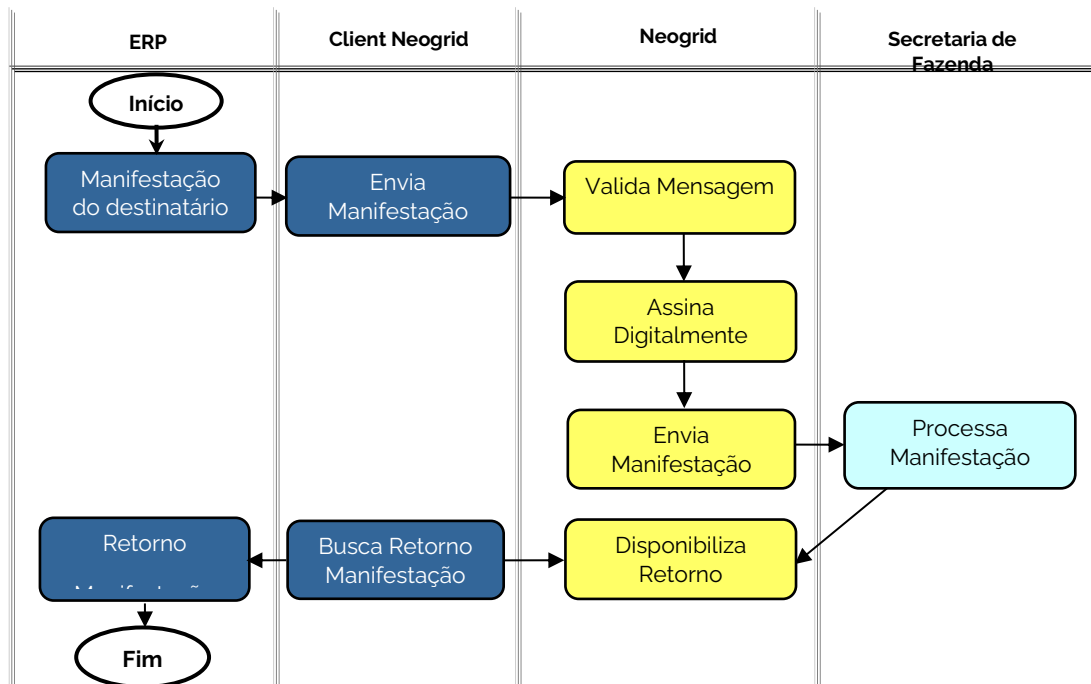 ERP
Client Neogrid
Neogrid
Secretaria de
Fazenda
Início
Manifestação
do destinatário
Envia
Manifestação
Valida Mensagem
Assina
Digitalmente
Envia
Manifestação
Processa
Manifestação
Retorno
Busca Retorno
Manifestação
Disponibiliza
Retorno
Fim